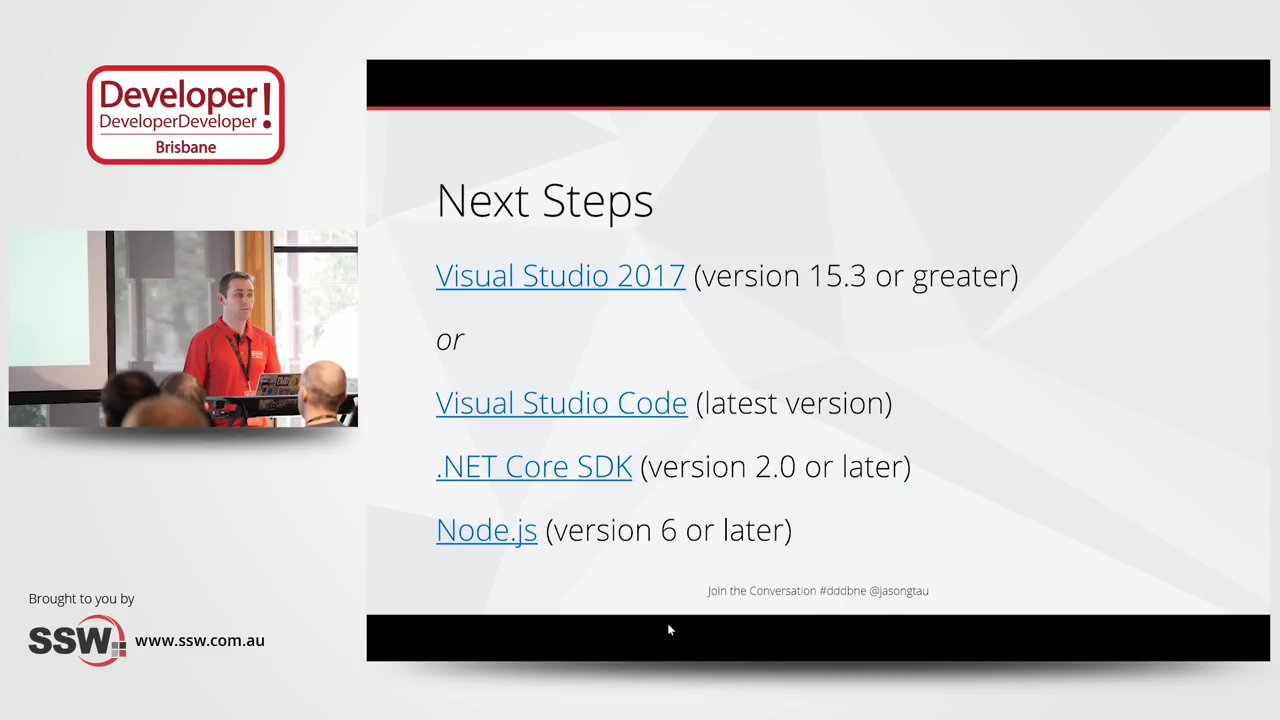 Developer!
DeveloperDeveloper
Brisbane
Next Steps
Visual Studio 2017 (version 15.3 or greater)
or
Visual Studio Code (latest version)
.NET Core SDK (version 2.0 or later)
Node.js (version 6 or later)
Join the Conversation #dddbne @jasongtau
Brought to you by
SSW
www.ssw.com.au